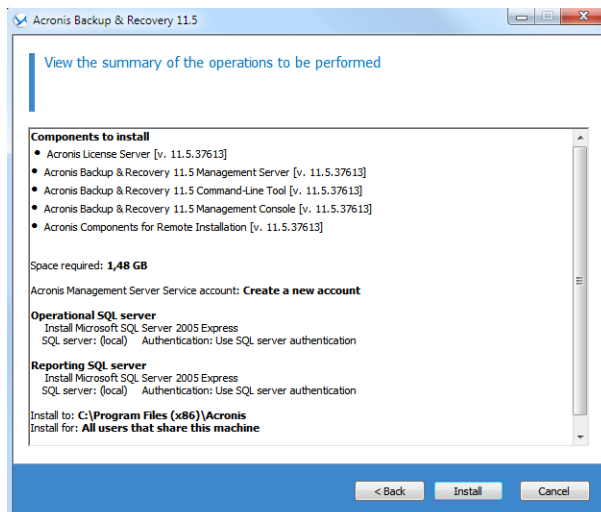 Acronis Backup & Recovery 11.5
View the summary of the operations to be performed
Components to install
• Acronis License Server [v. 11.5.37613]
• Acronis Backup & Recovery 11.5 Management Server [v. 11.5.37613]
• Acronis Backup & Recovery 11.5 Command-Line Tool [v. 11.5.37613]
• Acronis Backup & Recovery 11.5 Management Console [v. 11.5.37613]
• Acronis Components for Remote Installation [v. 11.5.37613]
Space required: 1,48 GB
Acronis Management Server Service account: Create a new account
Operational SQL server
Install Microsoft SQL Server 2005 Express
SQL server: (local) Authentication: Use SQL server authentication
Reporting SQL server
Install Microsoft SQL Server 2005 Express
SQL server: (local) Authentication: Use SQL server authentication
Install to: C:\Program Files (x86)\Acronis
Install for: All users that share this machine
< Back Install Cancel